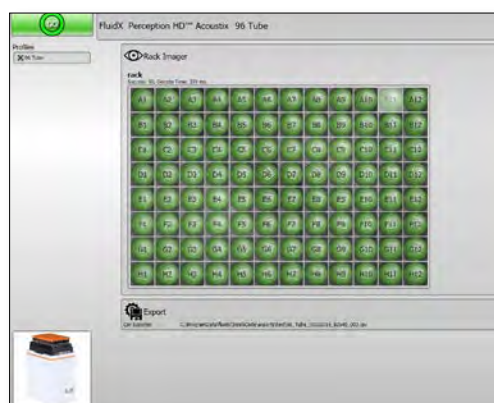 FluidX Perception HD™ Acoustix 96 Tube
Profiles
96 Tube
Rack Imager
rack
A1 A2 A3 A4 A5 A6 A7 A8 A9 A10 A11 A12
B1 B2 B3 B4 B5 B6 B7 B8 B9 B10 B11 B12
C1 C2 C3 C4 C5 C6 C7 C8 C9 C10 C11 C12
D1 D2 D3 D4 D5 D6 D7 D8 D9 D10 D11 D12
E1 E2 E3 E4 E5 E6 E7 E8 E9 E10 E11 E12
F1 F2 F3 F4 F5 F6 F7 F8 F9 F10 F11 F12
G1 G2 G3 G4 G5 G6 G7 G8 G9 G10 G11 G12
H1 H2 H3 H4 H5 H6 H7 H8 H9 H10 H11 H12
Export